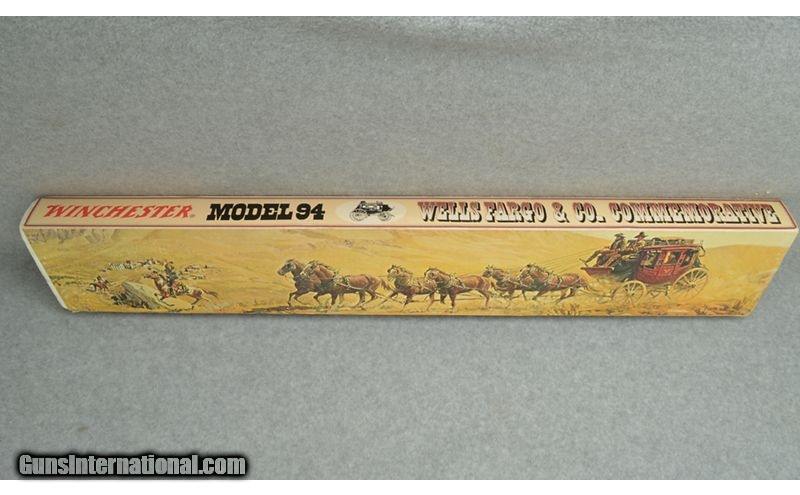 WINCHESTER® MODEL 94 WELLS FARGO & CO. COMMEMORATIVE
GunsInternational.com